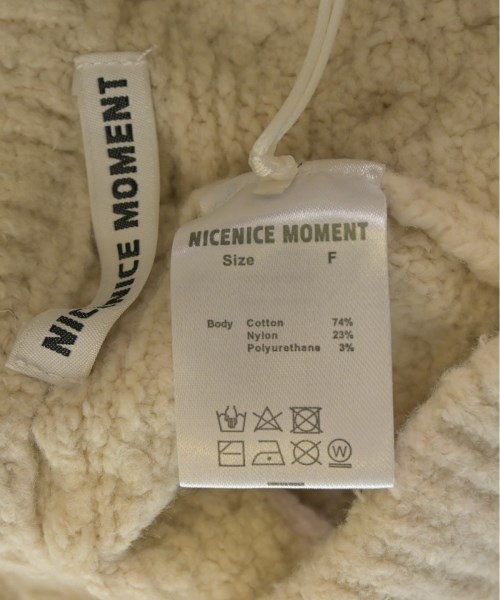 NICENICE MOMENT
NICENICE MOMENT
Size F
Body Cotton 74%
Nylon 23%
Polyurethane 3%
W